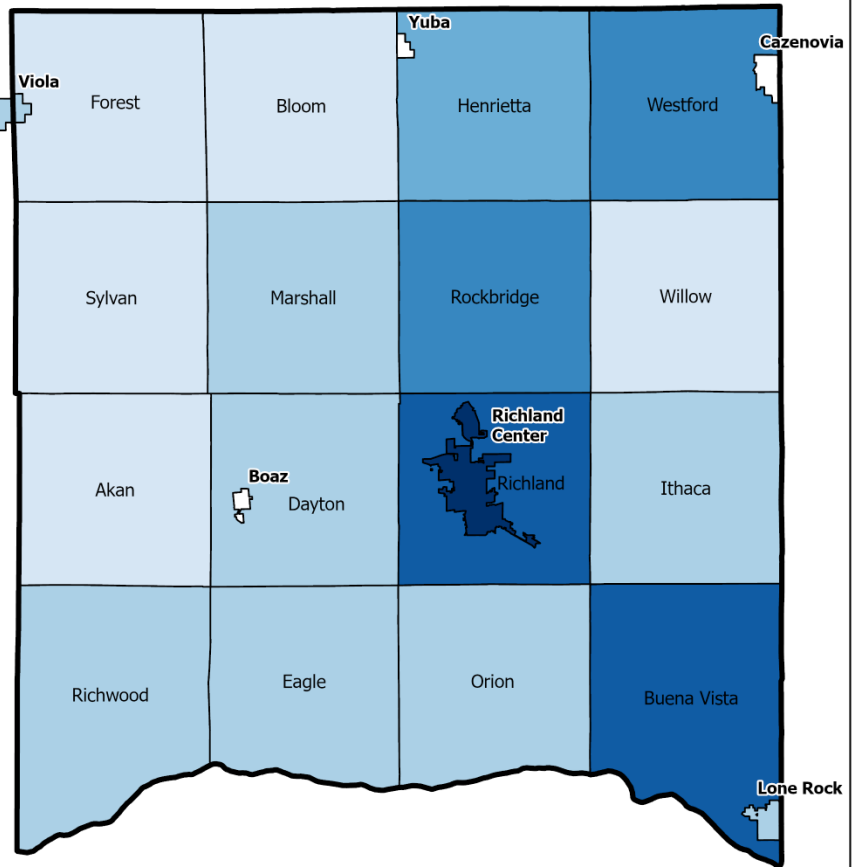 Yuba
Cazenovia
Viola
Forest
Bloom
Henrietta
Westford
Sylvan
Marshall
Rockbridge
Willow
Richland
Center
Boaz
Akan
Dayton
Richland
Ithaca
Richwood
Eagle
Orion
Buena Vista
Lone Rock